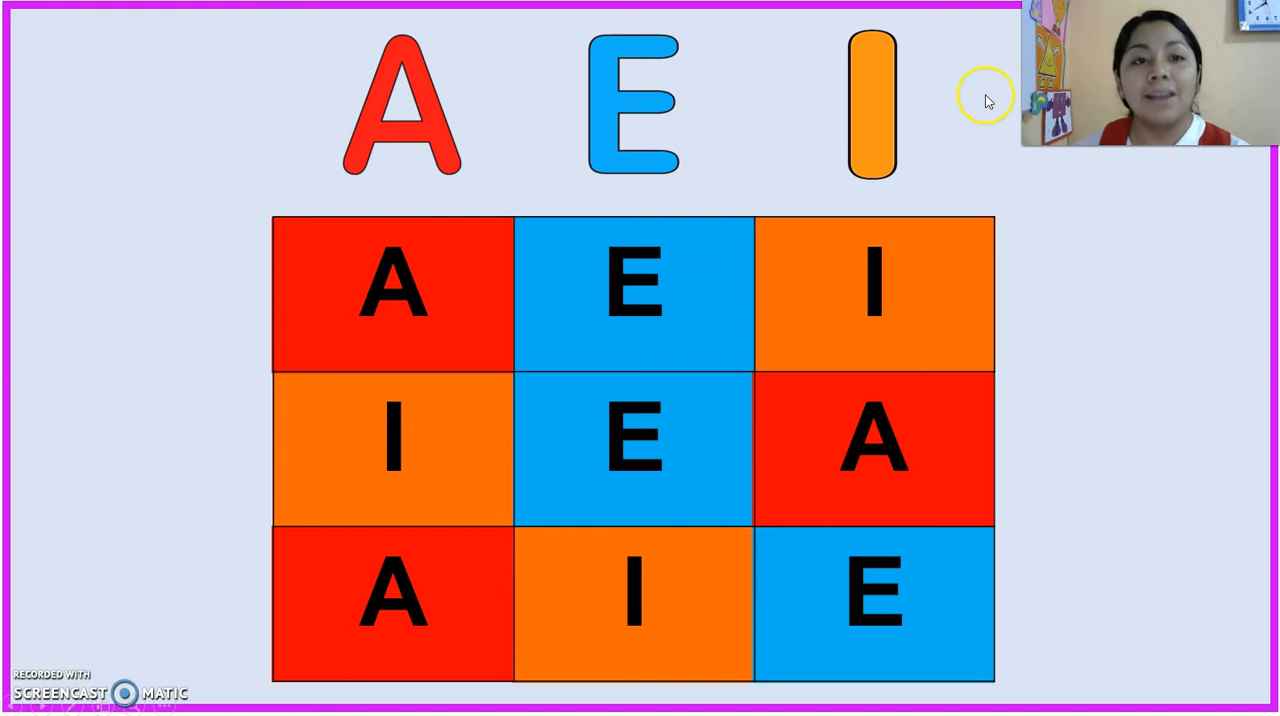 A E I
A E I
I E A
A I E
RECORDED WITH
SCREENCAST MATIC